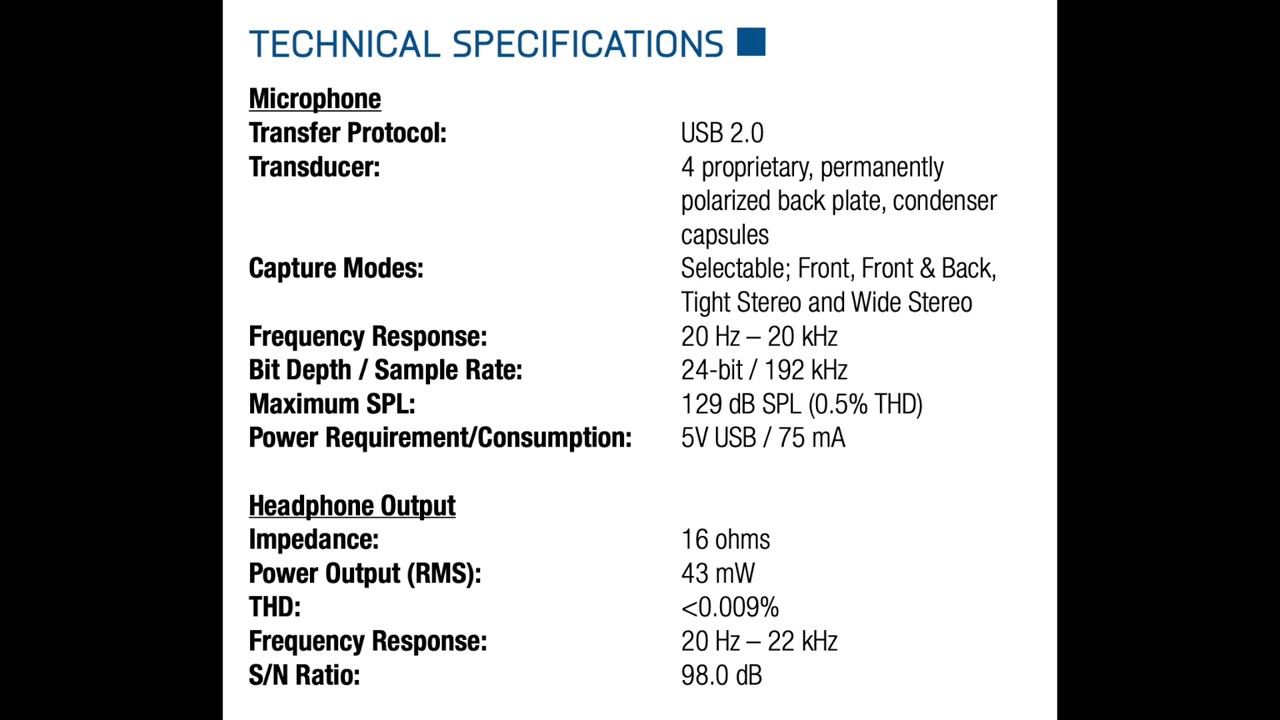 TECHNICAL SPECIFICATIONS
Microphone
Transfer Protocol: USB 2.0
Transducer: 4 proprietary, permanently
polarized back plate, condenser
capsules
Capture Modes: Selectable; Front, Front & Back,
Tight Stereo and Wide Stereo
Frequency Response: 20 Hz – 20 kHz
Bit Depth / Sample Rate: 24-bit / 192 kHz
Maximum SPL: 129 dB SPL (0.5% THD)
Power Requirement/Consumption: 5V USB / 75 mA
Headphone Output
Impedance: 16 ohms
Power Output (RMS): 43 mW
THD: <0.009%
Frequency Response: 20 Hz – 22 kHz
S/N Ratio: 98.0 dB